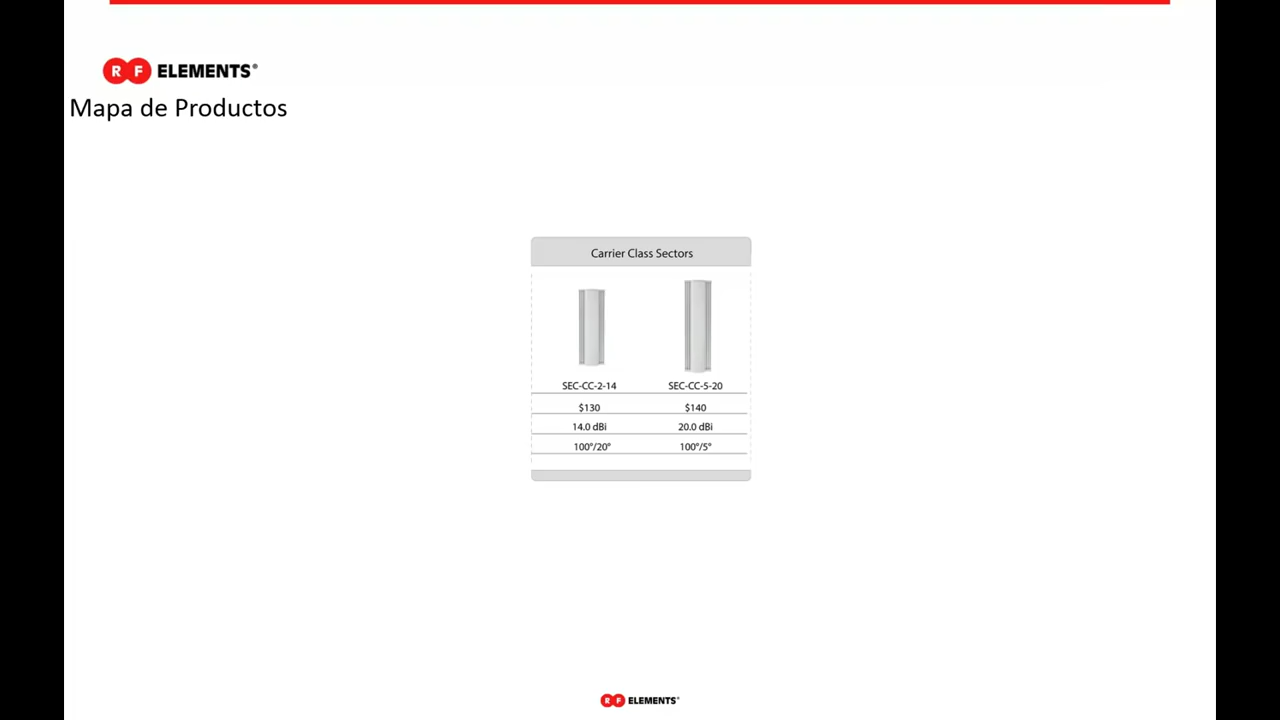 RF ELEMENTS®
Mapa de Productos
Carrier Class Sectors
SEC-CC-2-14 SEC-CC-5-20
$130 $140
14.0 dBi 20.0 dBi
100°/20° 100°/5°
RF ELEMENTS®